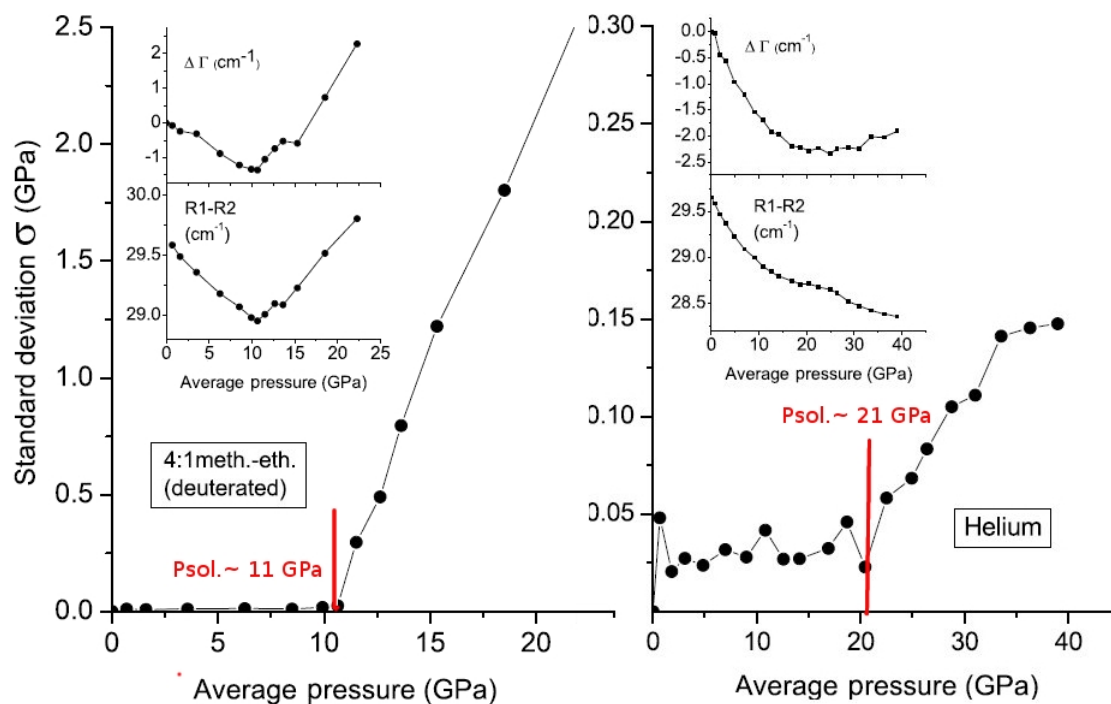 Standard deviation σ (GPa)
2.5
2.0
1.5
1.0
0.5
0.0
0
5
10
15
20
Average pressure (GPa)
Δ Γ (cm-1)
2
1
0
-1
30.0
29.5
29.0
R1-R2
(cm-1)
0 5 10 15 20 25
Average pressure (GPa)
4:1meth.-eth.
(deuterated)
Psol.~ 11 GPa
0.30
0.25
0.20
0.15
0.10
0.05
0 10 20 30 40
Average pressure (GPa)
Δ Γ (cm-1)
0.0
-0.5
-1.0
-1.5
-2.0
-2.5
29.5
29.0
28.5
R1-R2
(cm-1)
0 10 20 30 40
Average pressure (GPa)
Psol.~ 21 GPa
Helium